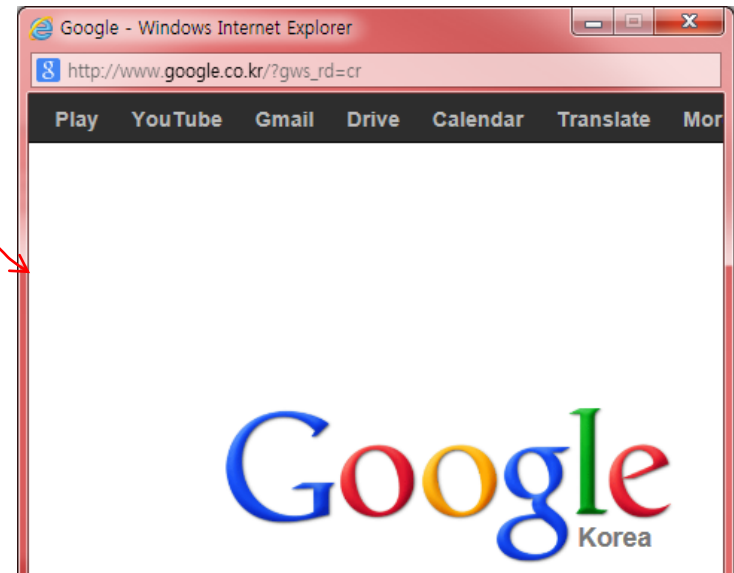 Google - Windows Internet Explorer
http://www.google.co.kr/?gws_rd=cr
Play YouTube Gmail Drive Calendar Translate Mor
Google
Korea